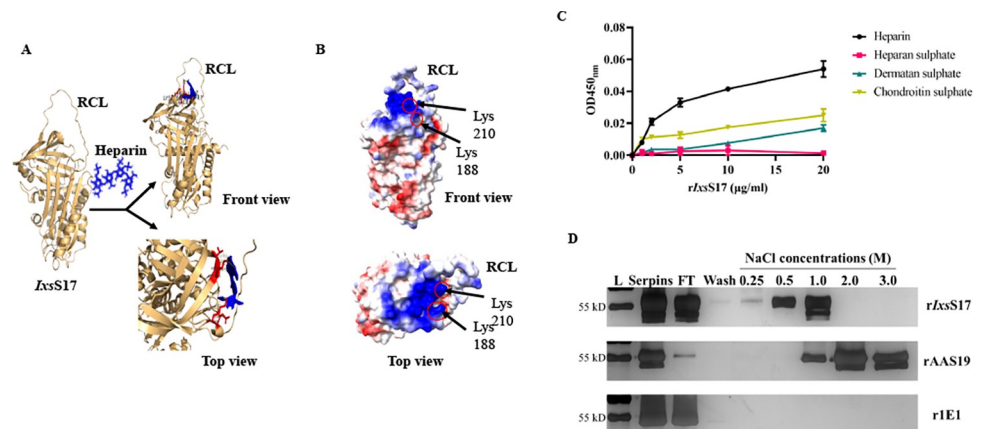 A
RCL
RCL
Heparin
Front view
IxsS17
Top view
B
RCL
Lys
210
Lys
188
Front view
RCL
Lys
210
Lys
188
Top view
C
0.08
0.06
0.04
0.02
0.00
OD450nm
0 5 10 15 20
rIxsS17 (µg/ml)
Heparin
Heparan sulphate
Dermatan sulphate
Chondroitin sulphate
D
NaCl concentrations (M)
L Serpins FT Wash 0.25 0.5 1.0 2.0 3.0
55 kD rIxsS17
55 kD rAAS19
55 kD r1E1